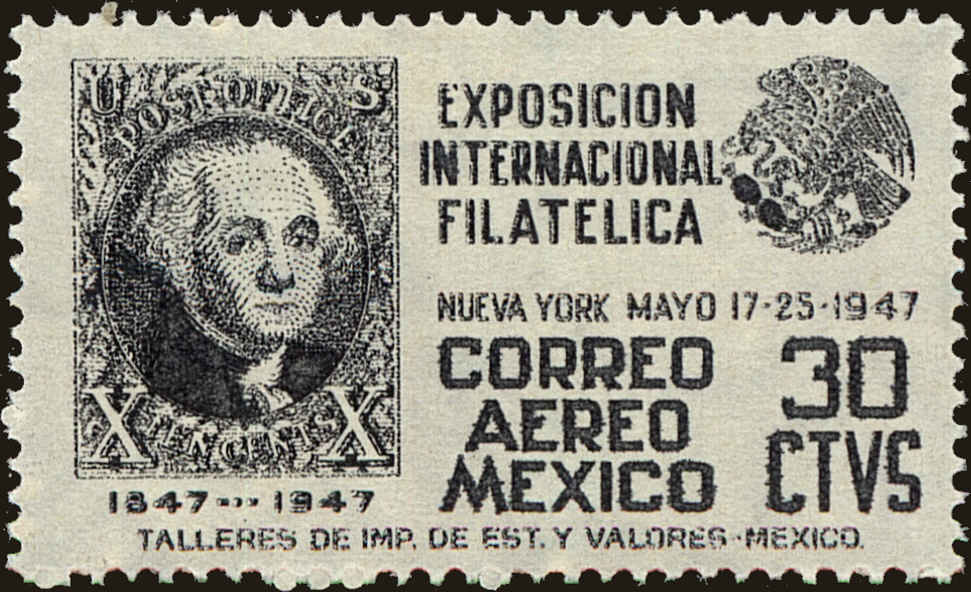 U S
POST OFFICE
X TEN CENTS X
1847---1947
EXPOSICION
INTERNACIONAL
FILATELICA
NUEVA YORK MAYO 17-25-1947
CORREO
AEREO
MEXICO
30
CTVS
TALLERES DE IMP. DE EST. Y VALORES-MEXICO.